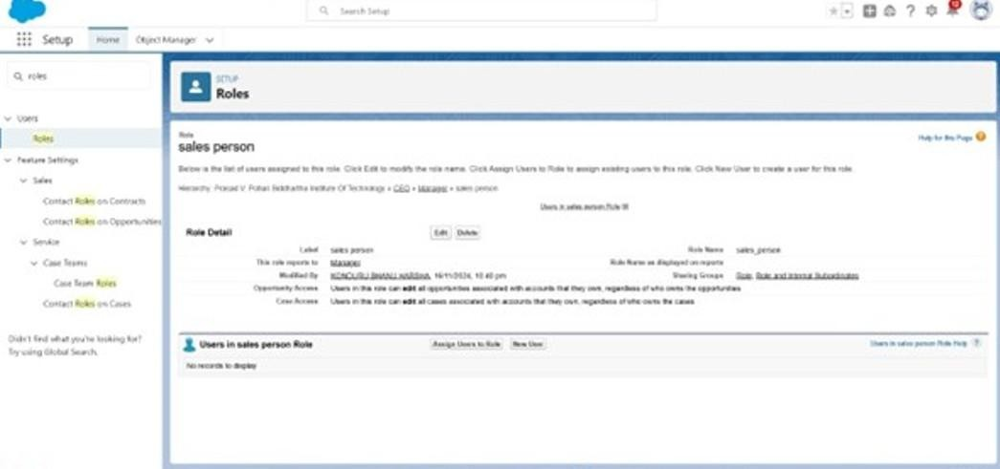 Search Setup
12
Setup
Home
Object Manager
roles
SETUP
Roles
Users
Roles
Feature Settings
Sales
Contact Roles on Contracts
Contact Roles on Opportunities
Service
Case Teams
Case Team Roles
Contact Roles on Cases
Didn't find what you're looking for?
Try using Global Search.
Role
sales person
Help for this Page
Below is the list of users assigned to this role. Click Edit to modify the role name. Click Assign Users to Role to assign existing users to this role. Click New User to create a user for this role.
Hierarchy: Prasad V. Potluri Siddhartha Institute Of Technology » CEO » Manager » sales person
Users in sales person Role
Role Detail
Edit
Delete
Label sales person Role Name sales_person
This role reports to Manager Role Name as displayed on reports
Modified By KONDURU BHANU HARSHA, 16/11/2024, 10:40 pm Sharing Groups Role, Role and Internal Subordinates
Opportunity Access Users in this role can edit all opportunities associated with accounts that they own, regardless of who owns the opportunities
Case Access Users in this role can edit all cases associated with accounts that they own, regardless of who owns the cases
Users in sales person Role
Assign Users to Role
New User
Users in sales person Role Help
No records to display